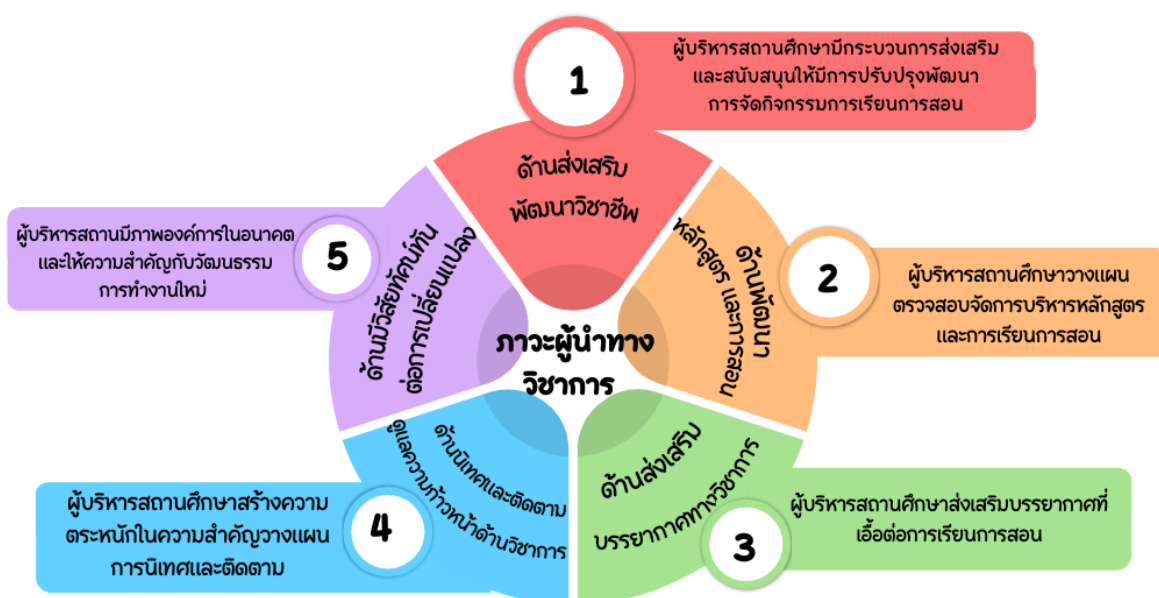 1
ผู้บริหารสถานศึกษามีกระบวนการส่งเสริม
และสนับสนุนให้มีการปรับปรุงพัฒนา
การจัดกิจกรรมการเรียนการสอน
ด้านส่งเสริม
พัฒนาวิชาชีพ
2
ผู้บริหารสถานศึกษาวางแผน
ตรวจสอบจัดการบริหารหลักสูตร
และการเรียนการสอน
ด้านพัฒนา
หลักสูตร และการสอน
3
ผู้บริหารสถานศึกษาส่งเสริมบรรยากาศที่
เอื้อต่อการเรียนการสอน
ด้านส่งเสริม
บรรยากาศทางวิชาการ
4
ผู้บริหารสถานศึกษาสร้างความ
ตระหนักในความสำคัญวางแผน
การนิเทศและติดตาม
ด้านนิเทศและติดตาม
ดูแลความก้าวหน้าด้านวิชาการ
5
ผู้บริหารสถานมีภาพองค์การในอนาคต
และให้ความสำคัญกับวัฒนธรรม
การทำงานใหม่
ด้านมีวิสัยทัศน์ทัน
ต่อการเปลี่ยนแปลง
ภาวะผู้นำทาง
วิชาการ